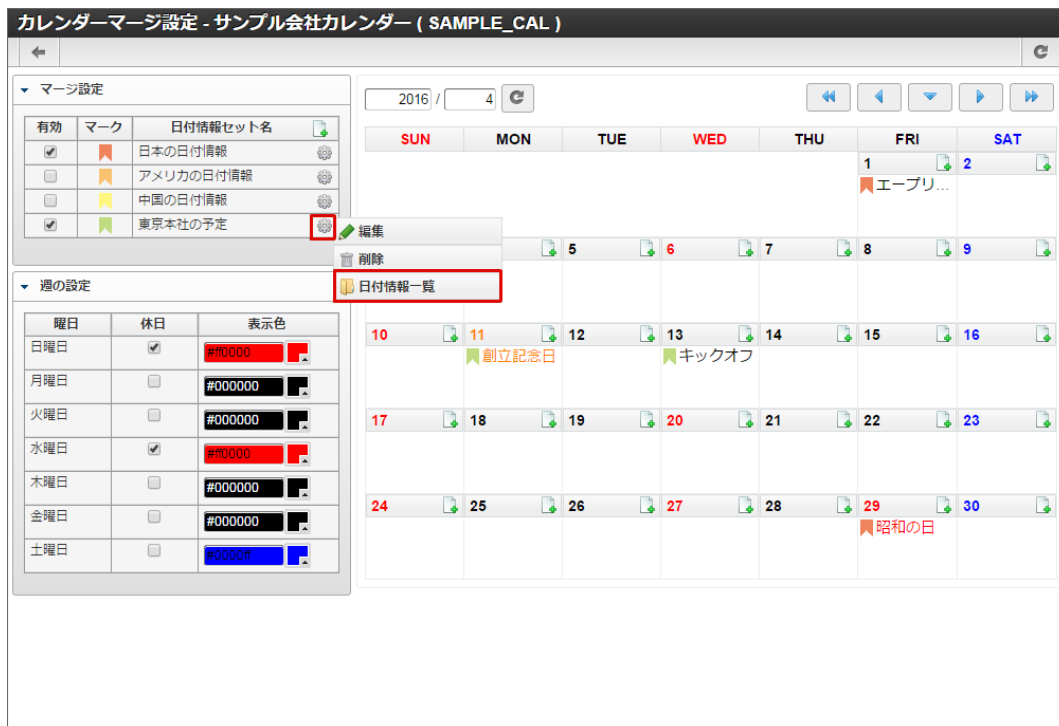 カレンダーマージ設定 - サンプル会社カレンダー ( SAMPLE_CAL )
マージ設定
有効 マーク 日付情報セット名
日本の日付情報
アメリカの日付情報
中国の日付情報
東京本社の予定
編集
削除
日付情報一覧
週の設定
曜日 休日 表示色
日曜日 #ff0000
月曜日 #000000
火曜日 #000000
水曜日 #ff0000
木曜日 #000000
金曜日 #000000
土曜日 #0000ff
2016 / 4
SUN MON TUE WED THU FRI SAT
1 2
エープリ...
5 6 7 8 9
10 11 12 13 14 15 16
創立記念日 キックオフ
17 18 19 20 21 22 23
24 25 26 27 28 29 30
昭和の日